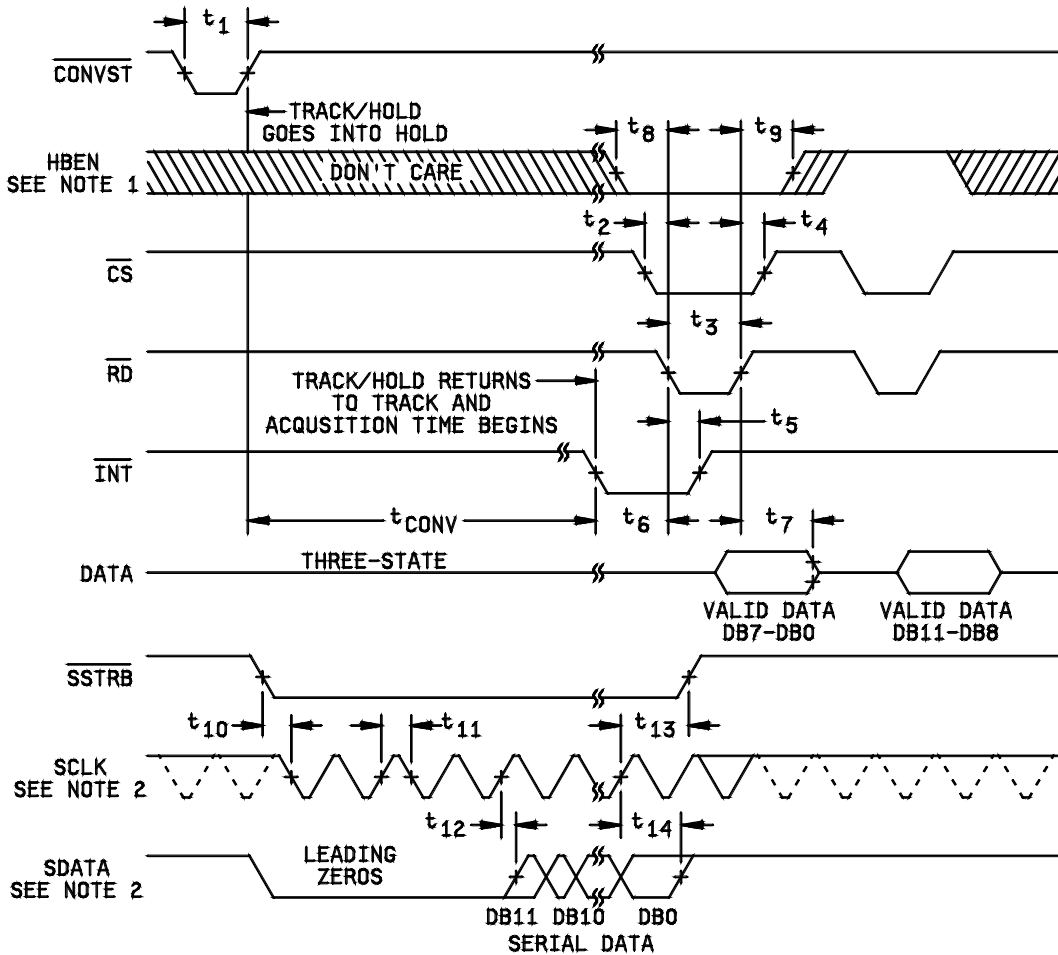 t1
CONVST
TRACK/HOLD
GOES INTO HOLD
t8
t9
HBEN
SEE NOTE 1
DON'T CARE
t2
t4
CS
t3
RD
TRACK/HOLD RETURNS
TO TRACK AND
ACQUSITION TIME BEGINS
t5
INT
tCONV
t6
t7
DATA
THREE-STATE
VALID DATA
DB7-DB0
VALID DATA
DB11-DB8
SSTRB
t10
t11
t13
SCLK
SEE NOTE 2
t12
t14
SDATA
SEE NOTE 2
LEADING
ZEROS
DB11 DB10 DB0
SERIAL DATA